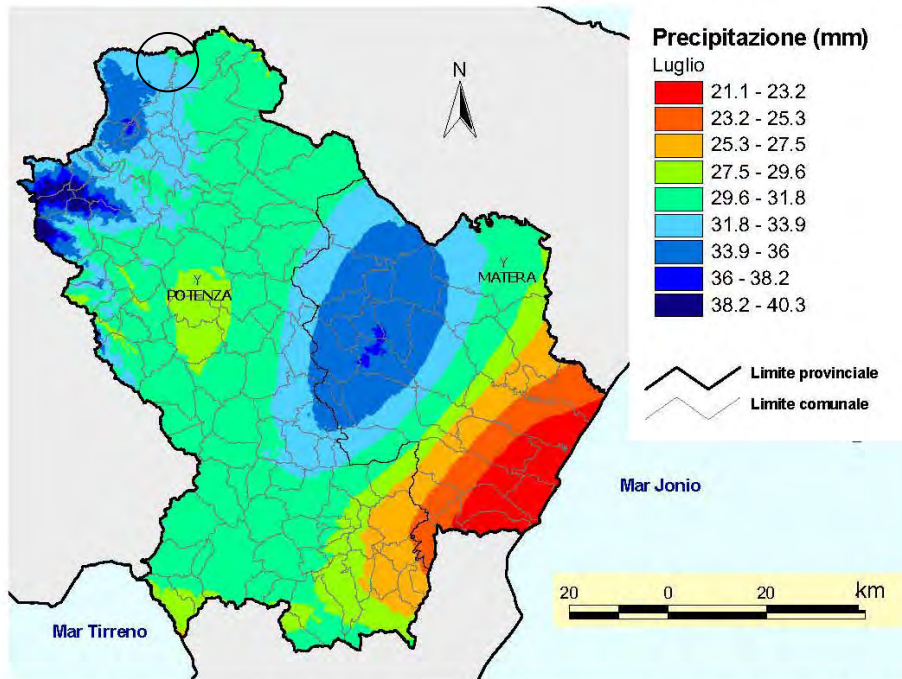 Precipitazione (mm)
Luglio
21.1 - 23.2
23.2 - 25.3
25.3 - 27.5
27.5 - 29.6
29.6 - 31.8
31.8 - 33.9
33.9 - 36
36 - 38.2
38.2 - 40.3
Limite provinciale
Limite comunale
N
Y
POTENZA
Y
MATERA
Mar Jonio
Mar Tirreno
20 0 20 km